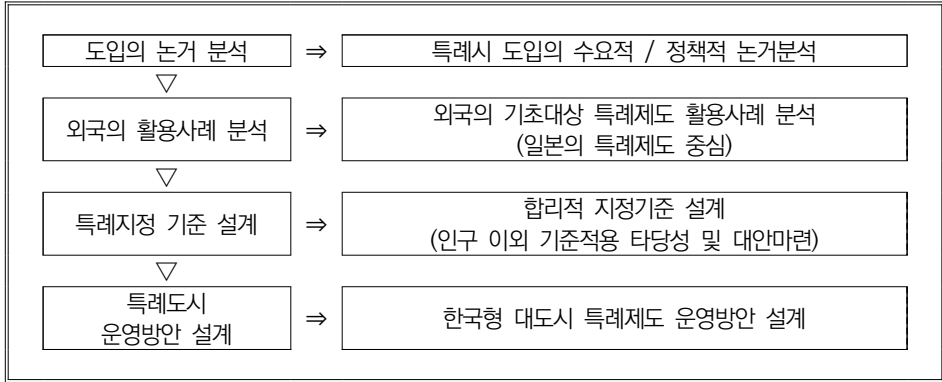 도입의 논거 분석 ⇒ 특례시 도입의 수요적 / 정책적 논거분석
▽
외국의 활용사례 분석 ⇒ 외국의 기초대상 특례제도 활용사례 분석
(일본의 특례제도 중심)
▽
특례지정 기준 설계 ⇒ 합리적 지정기준 설계
(인구 이외 기준적용 타당성 및 대안마련)
▽
특례도시
운영방안 설계 ⇒ 한국형 대도시 특례제도 운영방안 설계